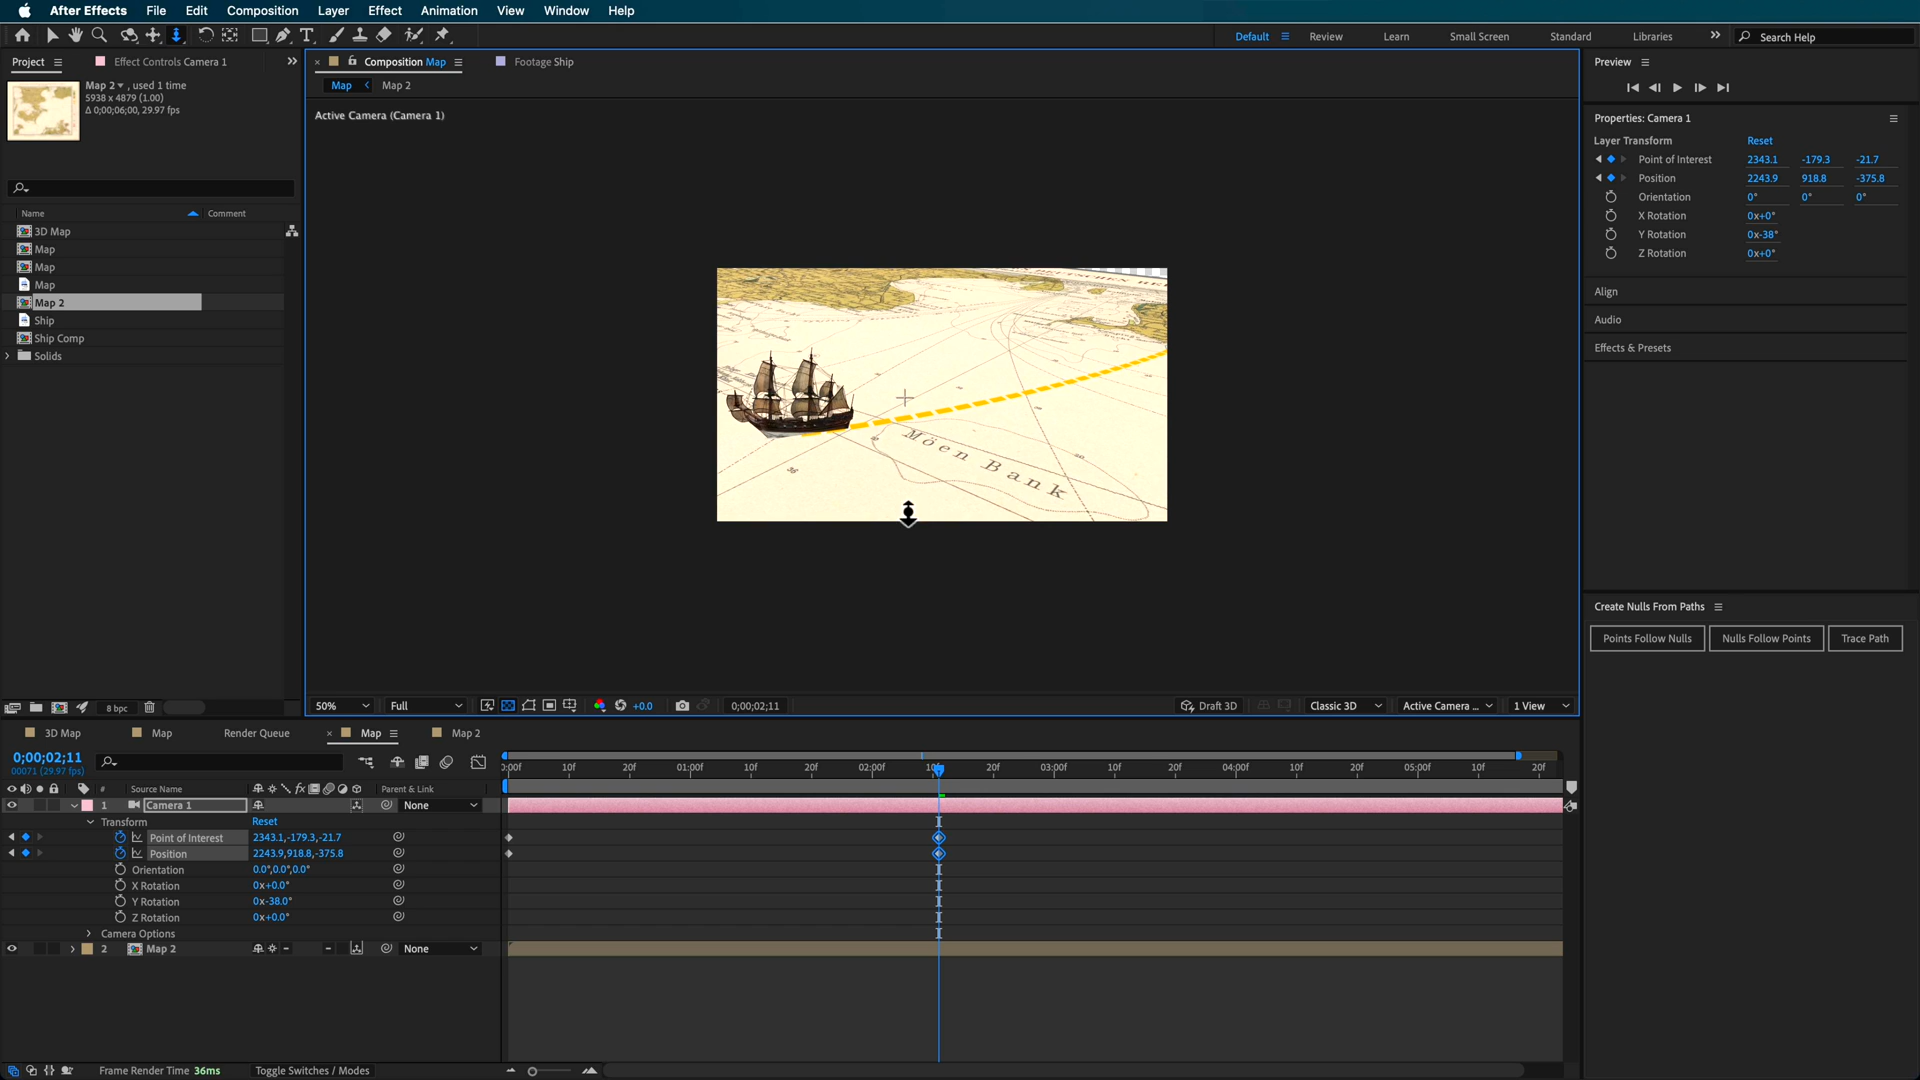 After Effects File Edit Composition Layer Effect Animation View Window Help
Default Review Learn Small Screen Standard Libraries Search Help
Project Effect Controls Camera 1
Map 2 , used 1 time
5938 x 4879 (1.00)
Δ 0;00;06;00, 29.97 fps
Name Comment
3D Map
Map
Map
Map
Map 2
Ship
Ship Comp
Solids
8 bpc
Composition Map Footage Ship
Map Map 2
Active Camera (Camera 1)
Möen Bank
36
50% Full +0.0 0;00;02;11 Draft 3D Classic 3D Active Camera ... 1 View
Preview
Properties: Camera 1
Layer Transform Reset
Point of Interest 2343.1 -179.3 -21.7
Position 2243.9 918.8 -375.8
Orientation 0° 0° 0°
X Rotation 0x+0°
Y Rotation 0x-38°
Z Rotation 0x+0°
Align
Audio
Effects & Presets
Create Nulls From Paths
Points Follow Nulls Nulls Follow Points Trace Path
3D Map Map Render Queue Map Map 2
0;00;02;11
00071 (29.97 fps)
0:00f 10f 20f 01:00f 10f 20f 02:00f 10f 20f 03:00f 10f 20f 04:00f 10f 20f 05:00f 10f 20f
# Source Name Parent & Link
1 Camera 1 None
Transform Reset
Point of Interest 2343.1,-179.3,-21.7
Position 2243.9,918.8,-375.8
Orientation 0.0°,0.0°,0.0°
X Rotation 0x+0.0°
Y Rotation 0x-38.0°
Z Rotation 0x+0.0°
Camera Options
2 Map 2 None
Frame Render Time 36ms Toggle Switches / Modes